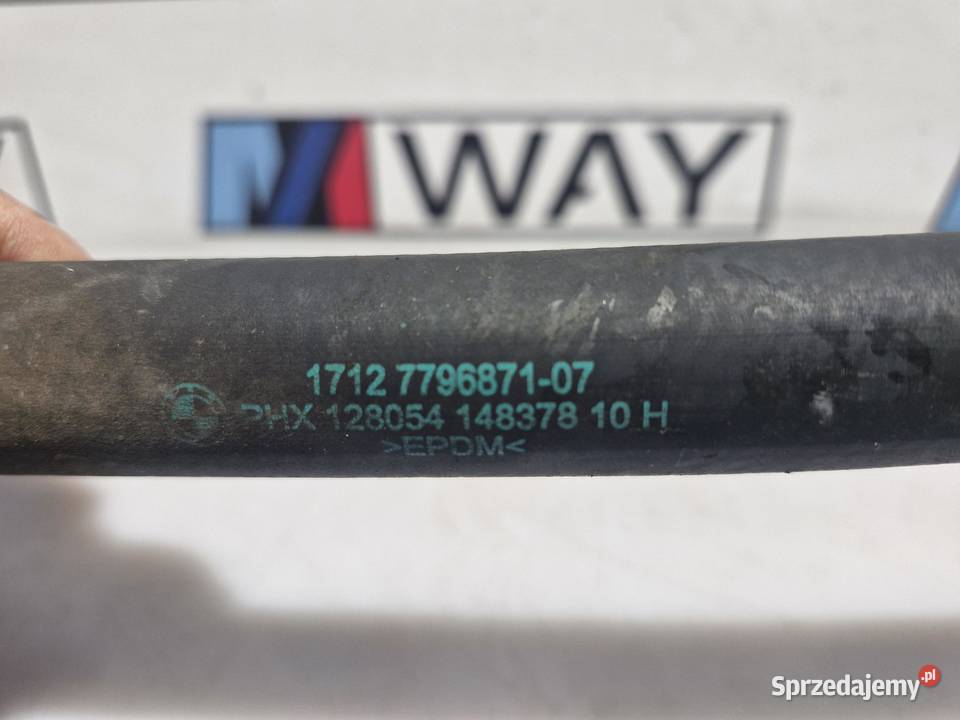 M WAY
1712 7796871-07
PHX 128054 148378 10 H
>EPDM<
Sprzedajemy.pl